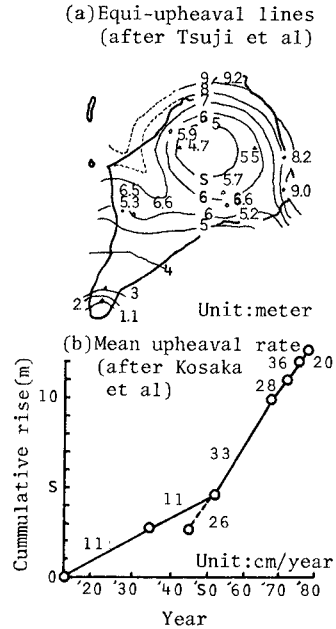 (a)Equi-upheaval lines
(after Tsuji et al)
9 9.2
8
7
6
5
5.9
4.7
5.5
8.2
S
5.7
9.0
6.5
6.6
6 6.6
5.3
6 5.2
5
4
3
2
1.1
Unit:meter
(b)Mean upheaval rate
(after Kosaka
et al)
36 20
28
33
11
11
26
Unit:cm/year
Cummulative rise(m)
10
5
0
'20 '30 '40 '50 '60 '70 '80
Year